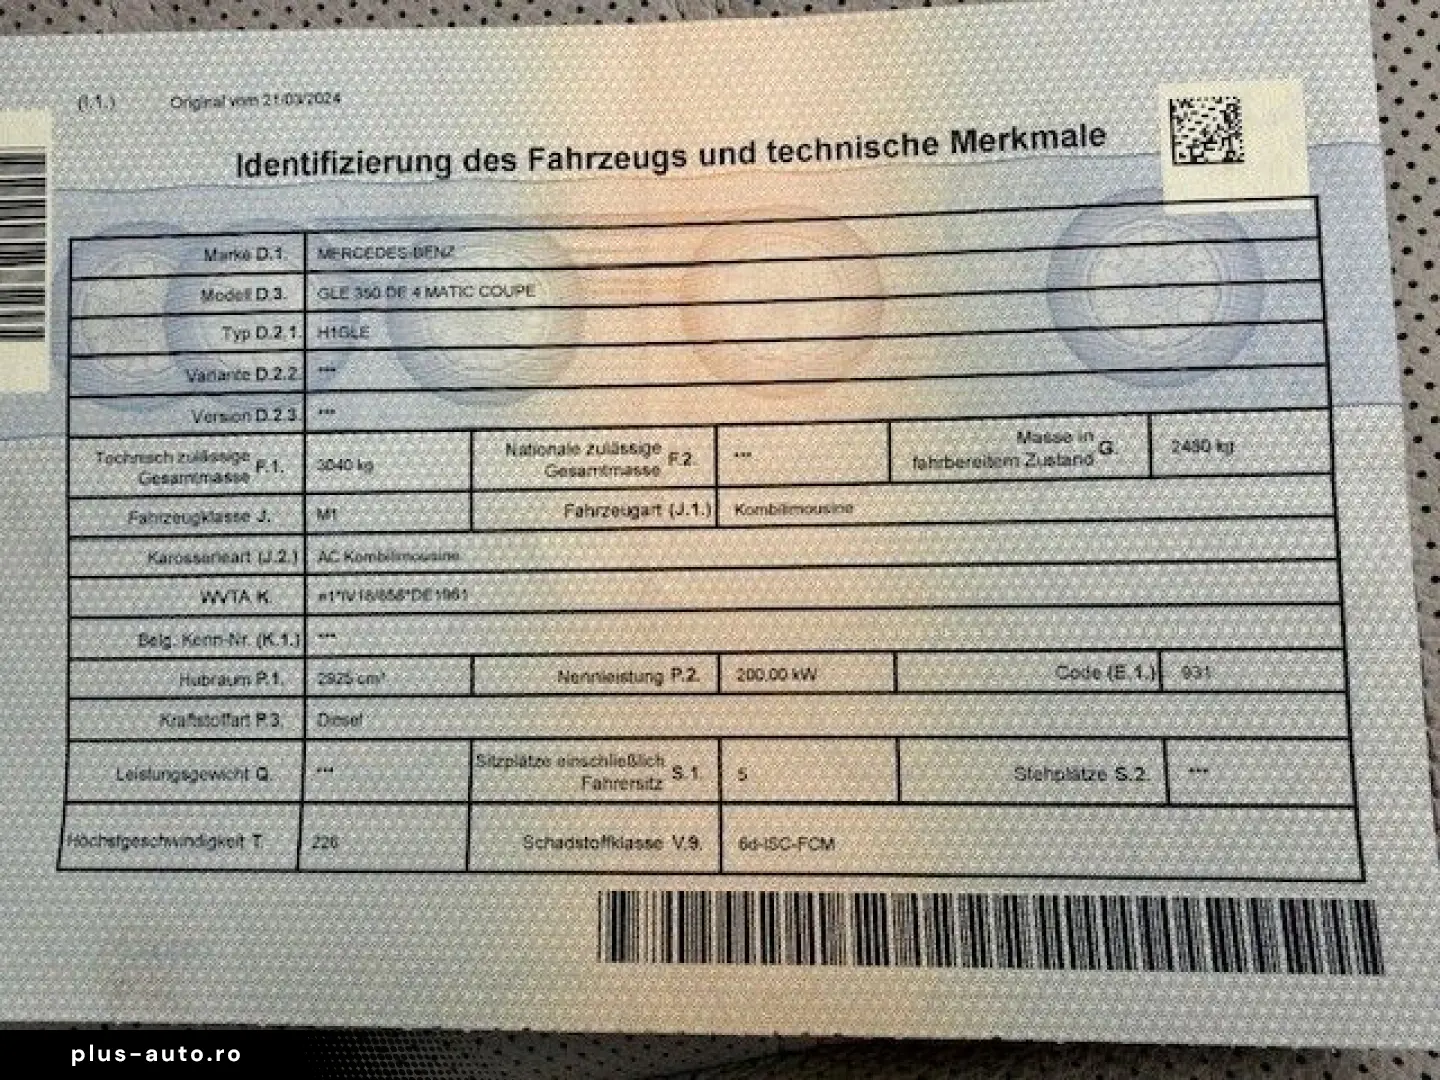 (I.1.) Original vom 21/03/2024
Identifizierung des Fahrzeugs und technische Merkmale
Marke D.1. MERCEDES-BENZ
Modell D.3. GLE 350 DE 4 MATIC COUPE
Typ D.2.1. H1GLE
Variante D.2.2. ***
Version D.2.3. ***
Technisch zulässige Gesamtmasse F.1. 3040 kg Nationale zulässige Gesamtmasse F.2. *** Masse in fahrbereitem Zustand G. 2480 kg
Fahrzeugklasse J. M1 Fahrzeugart (J.1.) Kombilimousine
Karosserieart (J.2.) AC Kombilimousine
WVTA K.
Belg. Kenn-Nr. (K.1.) ***
Hubraum P.1. 2925 cm³ Nennleistung P.2. 200,00 kW Code (E.1.) 931
Kraftstoffart P.3. Diesel
Leistungsgewicht Q. *** Sitzplätze einschließlich Fahrersitz S.1. 5 Stehplätze S.2. ***
Höchstgeschwindigkeit T. 226 Schadstoffklasse V.9. 6d-ISC-FCM
plus-auto.ro